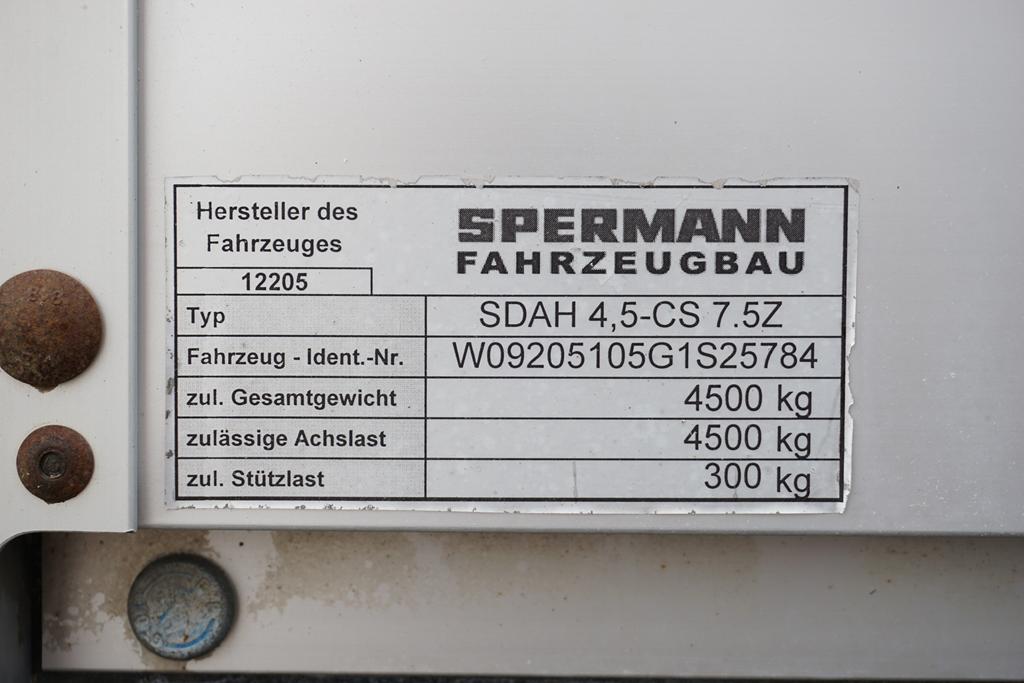 Hersteller des
Fahrzeuges
12205
SPERMANN
FAHRZEUGBAU
Typ SDAH 4,5-CS 7.5Z
Fahrzeug - Ident.-Nr. W09205105G1S25784
zul. Gesamtgewicht 4500 kg
zulässige Achslast 4500 kg
zul. Stützlast 300 kg